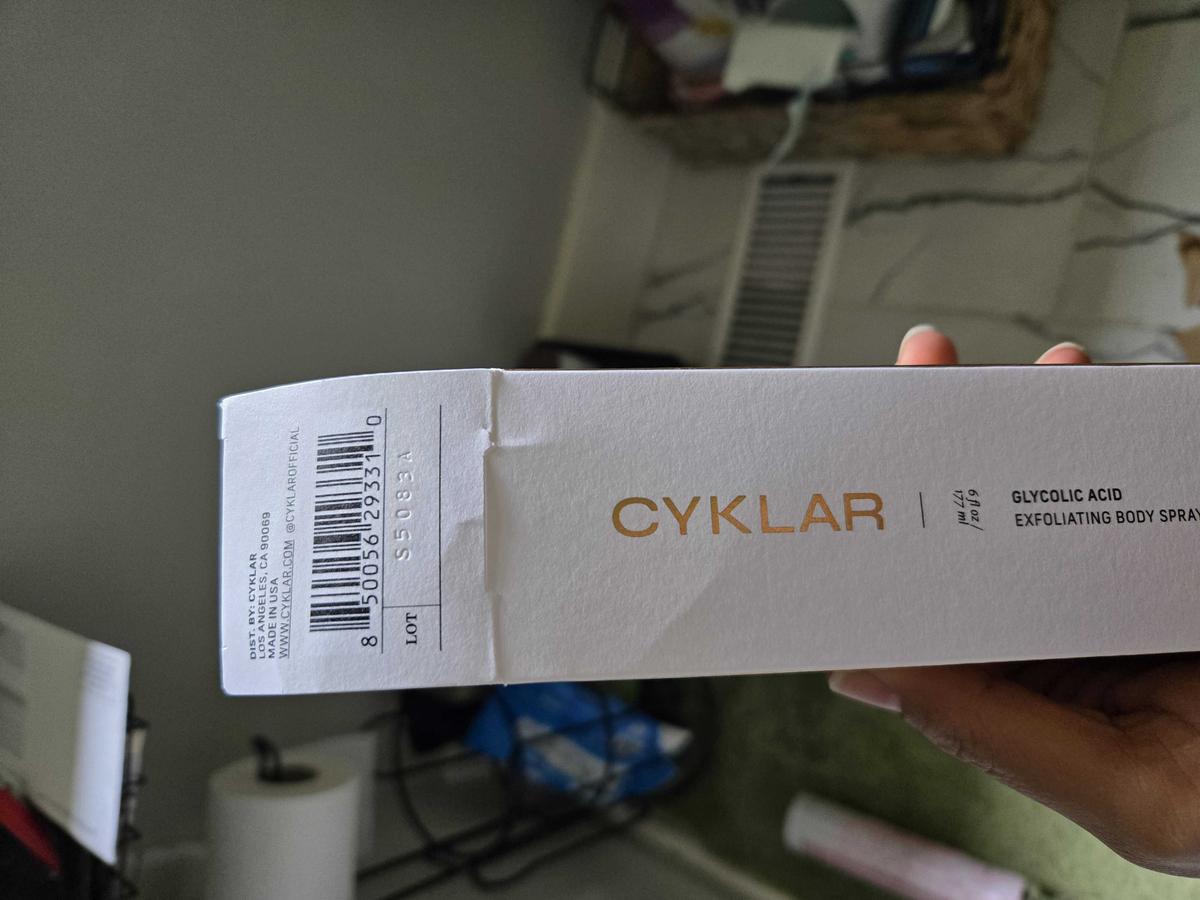 CYKLAR
6 fl oz /
177 ml
GLYCOLIC ACID
EXFOLIATING BODY SPRAY
DIST. BY: CYKLAR
LOS ANGELES, CA 90069
MADE IN USA
WWW.CYKLAR.COM @CYKLAROFFICIAL
8 50056 29331 0
LOT S5083A